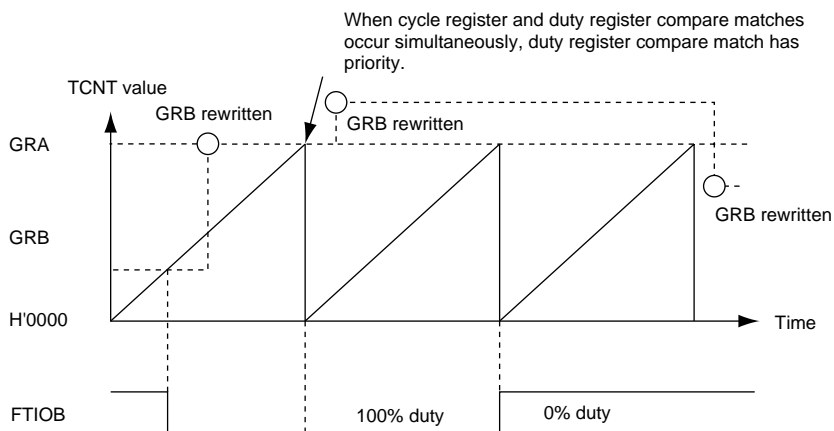 When cycle register and duty register compare matches
occur simultaneously, duty register compare match has
priority.
TCNT value
GRB rewritten
GRB rewritten
GRA
GRB rewritten
GRB
H'0000
Time
FTIOB
100% duty
0% duty